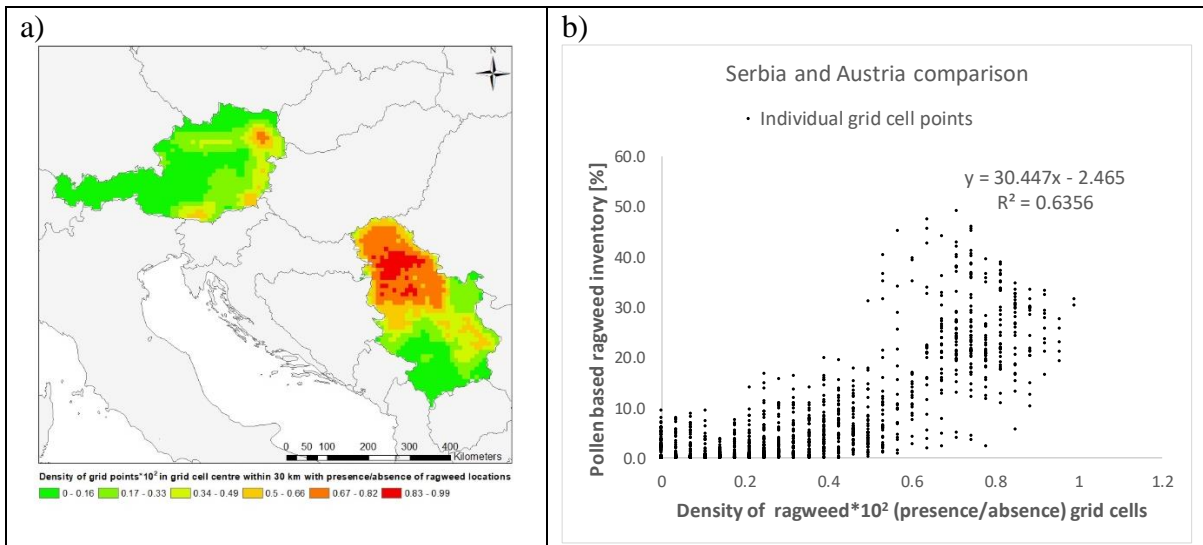 a)
N
0 50 100 200 300 400
Kilometers
Density of grid points*10² in grid cell centre within 30 km with presence/absence of ragweed locations
0 - 0.16 0.17 - 0.33 0.34 - 0.49 0.5 - 0.66 0.67 - 0.82 0.83 - 0.99
b)
Serbia and Austria comparison
Individual grid cell points
y = 30.447x - 2.465
R² = 0.6356
Pollen based ragweed inventory [%]
60.0
50.0
40.0
30.0
20.0
10.0
0.0
0 0.2 0.4 0.6 0.8 1 1.2
Density of ragweed*10² (presence/absence) grid cells